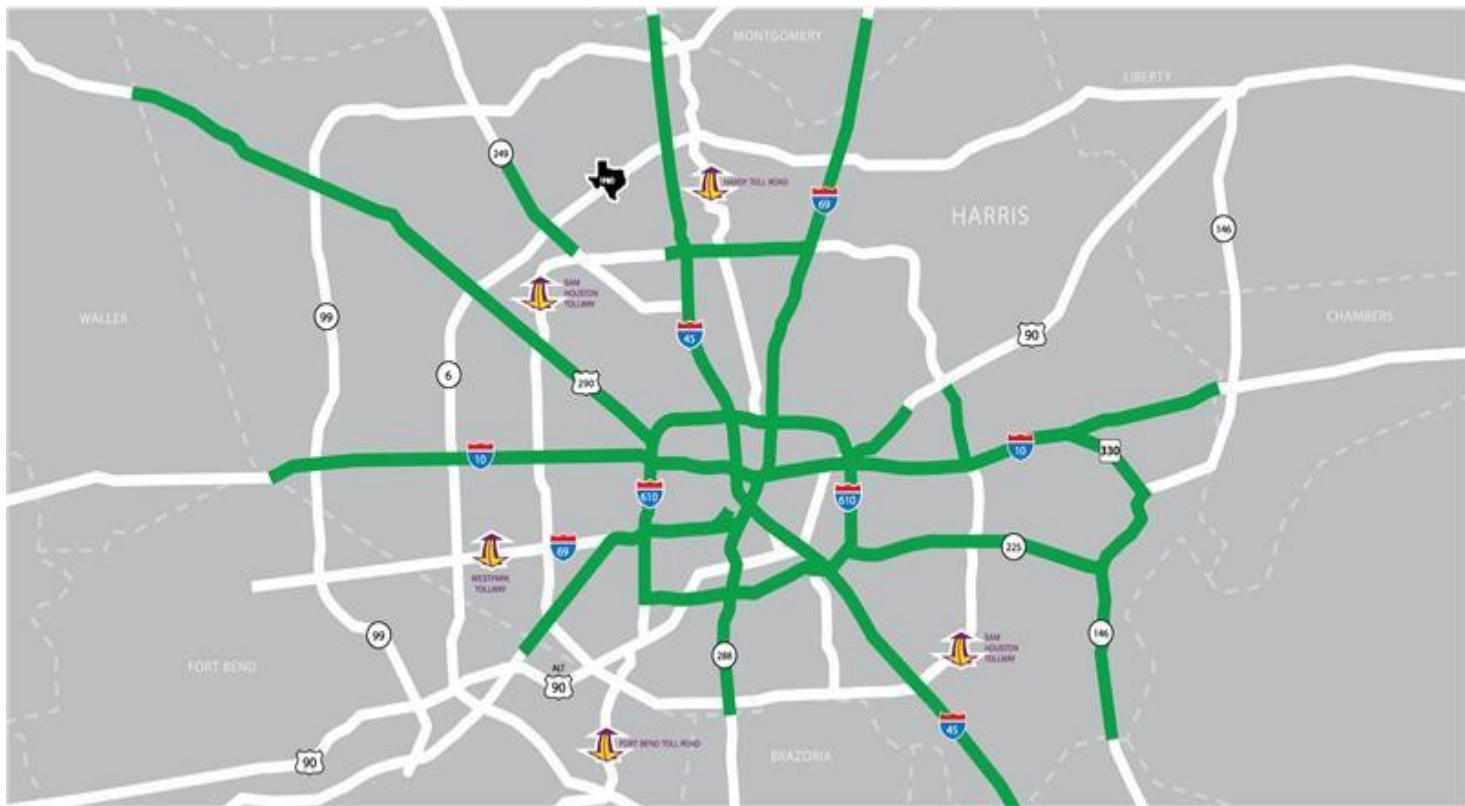 MONTGOMERY
LIBERTY
249
HARDY TOLL ROAD
69
HARRIS
146
SAM
HOUSTON
TOLLWAY
WALLER
99
CHAMBERS
45
90
6
290
10
10
330
610
610
69
225
WESTPARK
TOLLWAY
99
146
SAM
HOUSTON
TOLLWAY
FORT BEND
288
ALT
90
45
FORT BEND TOLL ROAD
BRAZORIA
90